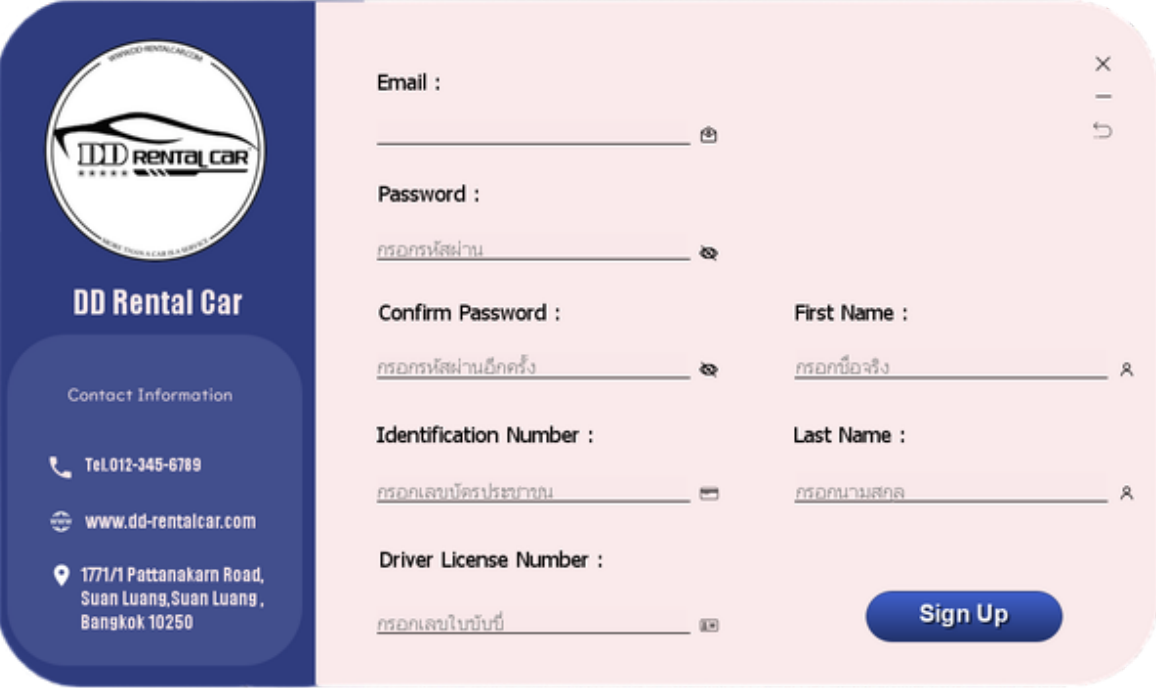 WWW.DD-RENTALCAR.COM
DD RENTAL CAR
MORE THAN A CAR IS A SERVICE
DD Rental Car
Contact Information
Tel.012-345-6789
www
www.dd-rentalcar.com
1771/1 Pattanakarn Road,
Suan Luang,Suan Luang ,
Bangkok 10250
Email :
Password :
กรอกรหัสผ่าน
Confirm Password :
กรอกรหัสผ่านอีกครั้ง
First Name :
กรอกชื่อจริง
Identification Number :
กรอกเลขบัตรประชาชน
Last Name :
กรอกนามสกุล
Driver License Number :
กรอกเลขใบขับขี่
Sign Up